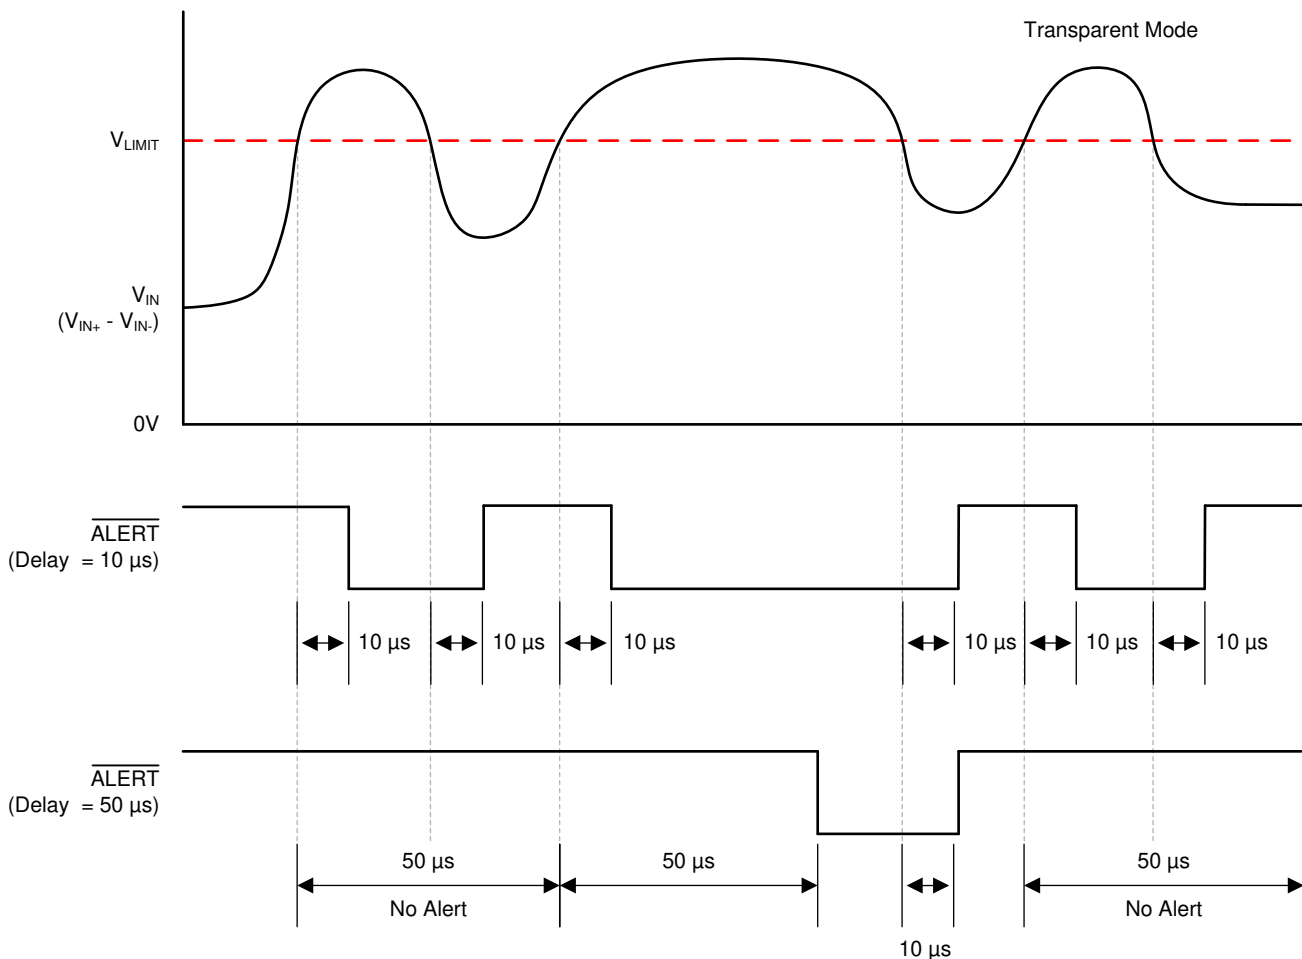 Transparent Mode
VLIMIT
VIN
(VIN+ - VIN-)
0V
ALERT
(Delay = 10 µs)
10 µs
10 µs
10 µs
10 µs
10 µs
10 µs
ALERT
(Delay = 50 µs)
50 µs
50 µs
50 µs
No Alert
No Alert
10 µs